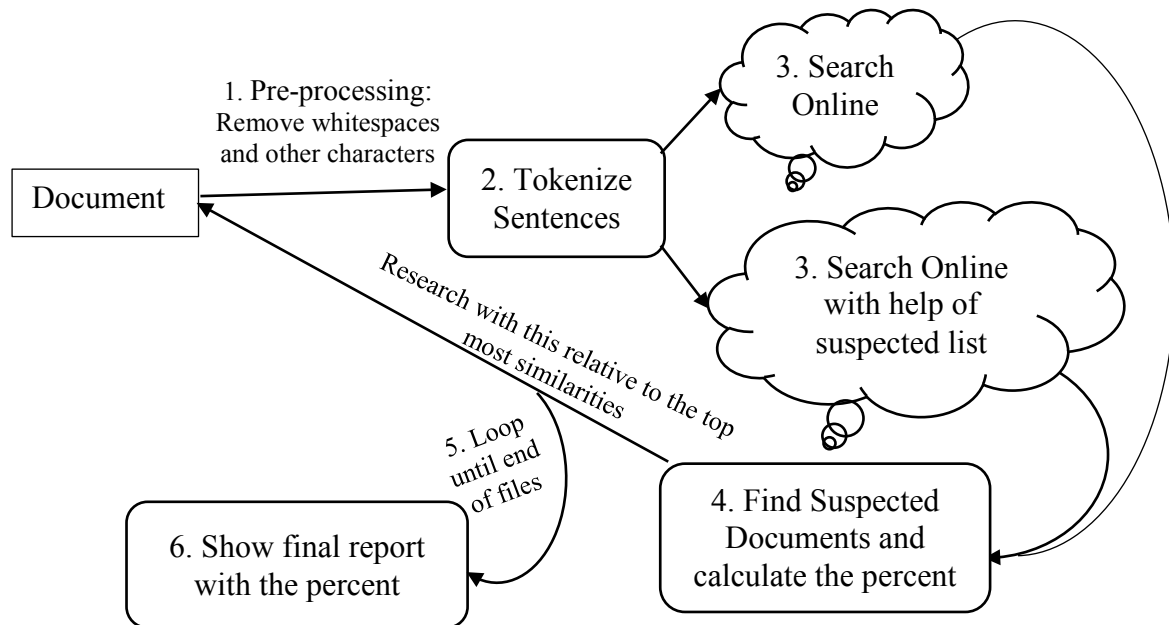 Document
1. Pre-processing:
Remove whitespaces
and other characters
2. Tokenize
Sentences
3. Search
Online
3. Search Online
with help of
suspected list
4. Find Suspected
Documents and
calculate the percent
Research with this relative to the top
most similarities
5. Loop
until end
of files
6. Show final report
with the percent